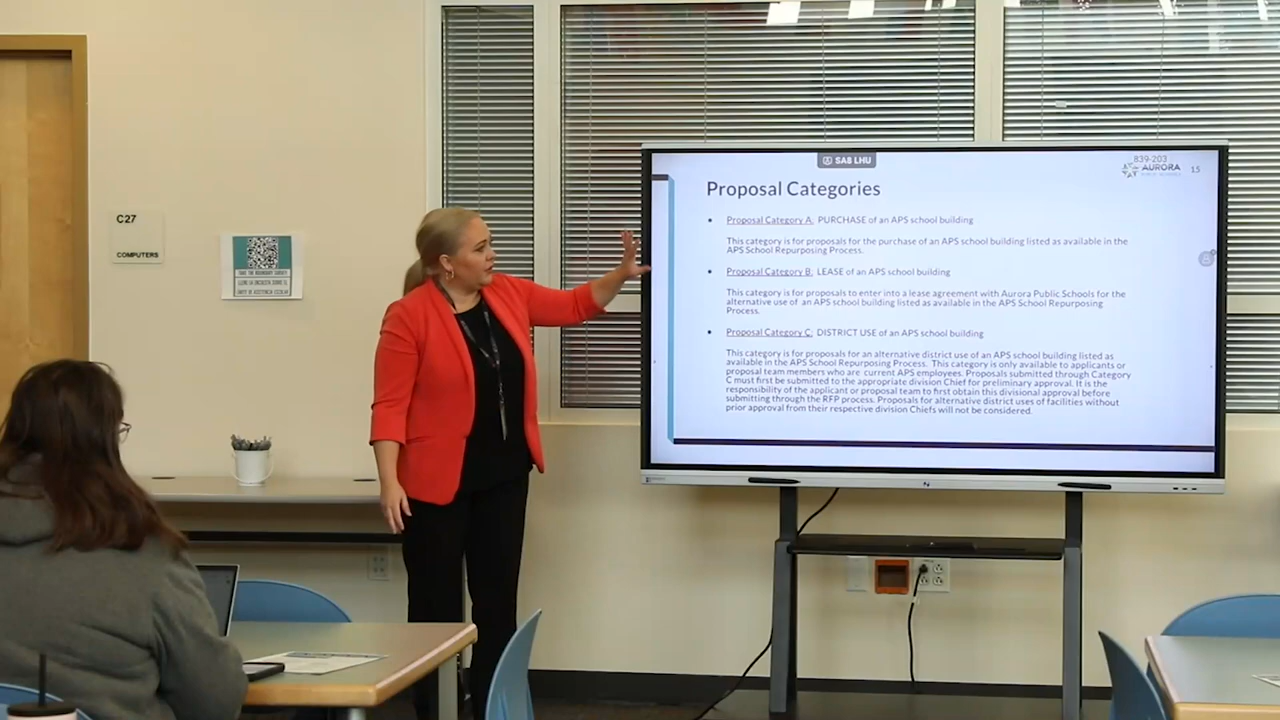 C27
COMPUTERS
TAKE THE BOUNDARY SURVEY
SAB LHU
839-203
AURORA
PUBLIC SCHOOLS
15
Proposal Categories
• Proposal Category A: PURCHASE of an APS school building
This category is for proposals for the purchase of an APS school building listed as available in the
APS School Repurposing Process.
• Proposal Category B: LEASE of an APS school building
This category is for proposals to enter into a lease agreement with Aurora Public Schools for the
alternative use of an APS school building listed as available in the APS School Repurposing
Process.
• Proposal Category C: DISTRICT USE of an APS school building
This category is for proposals for an alternative district use of an APS school building listed as
available in the APS School Repurposing Process. This category is only available to applicants or
proposal team members who are current APS employees. Proposals submitted through Category
C must first be submitted to the appropriate division Chief for preliminary approval. It is the
responsibility of the applicant or proposal team to first obtain this divisional approval before
submitting through the RFP process. Proposals for alternative district uses of facilities without
prior approval from their respective division Chiefs will not be considered.